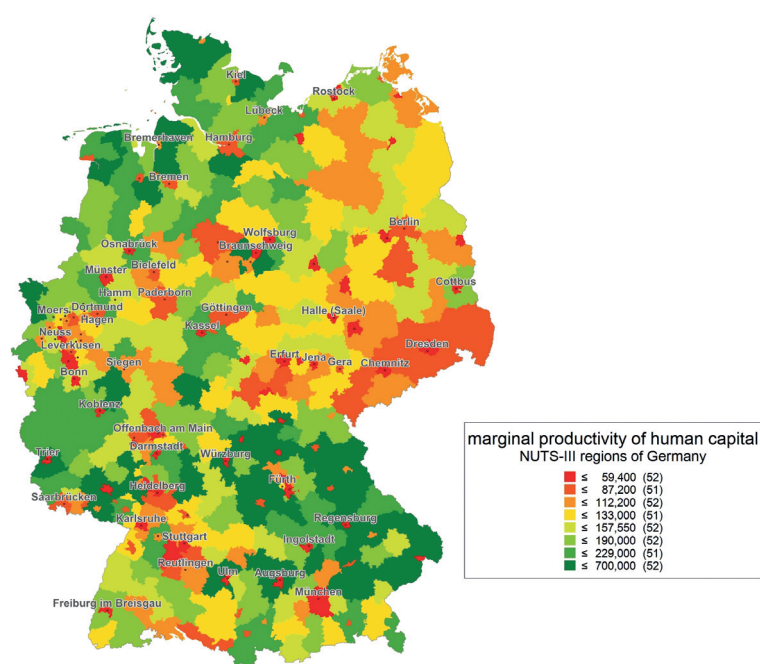 Kiel
Rostock
Lübeck
Bremerhaven
Hamburg
Bremen
Berlin
Wolfsburg
Osnabrück
Braunschweig
Münster
Bielefeld
Cottbus
Hamm
Paderborn
Moers
Dortmund
Göttingen
Halle (Saale)
Hagen
Neuss
Kassel
Dresden
Leverkusen
Erfurt
Jena
Gera
Chemnitz
Siegen
Bonn
Koblenz
Offenbach am Main
marginal productivity of human capital
NUTS-III regions of Germany
Trier
Darmstadt
Würzburg
≤ 59,400 (52)
≤ 87,200 (51)
Heidelberg
Fürth
≤ 112,200 (52)
Saarbrücken
≤ 133,000 (51)
≤ 157,550 (52)
Karlsruhe
Regensburg
≤ 190,000 (52)
Stuttgart
Ingolstadt
≤ 229,000 (51)
≤ 700,000 (52)
Reutlingen
Ulm
Augsburg
München
Freiburg im Breisgau